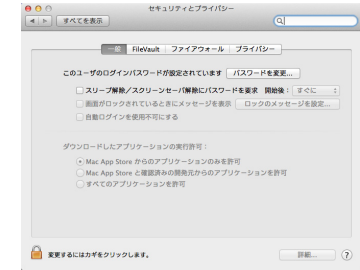 セキュリティとプライバシー
すべてを表示
一般 FileVault ファイアウォール プライバシー
このユーザのログインパスワードが設定されています パスワードを変更...
スリープ解除／スクリーンセーバ解除にパスワードを要求 開始後： すぐに
画面がロックされているときにメッセージを表示 ロックのメッセージを設定...
自動ログインを使用不可にする
ダウンロードしたアプリケーションの実行許可：
Mac App Store からのアプリケーションのみを許可
Mac App Store と確認済みの開発元からのアプリケーションを許可
すべてのアプリケーションを許可
変更するにはカギをクリックします。 詳細... ?